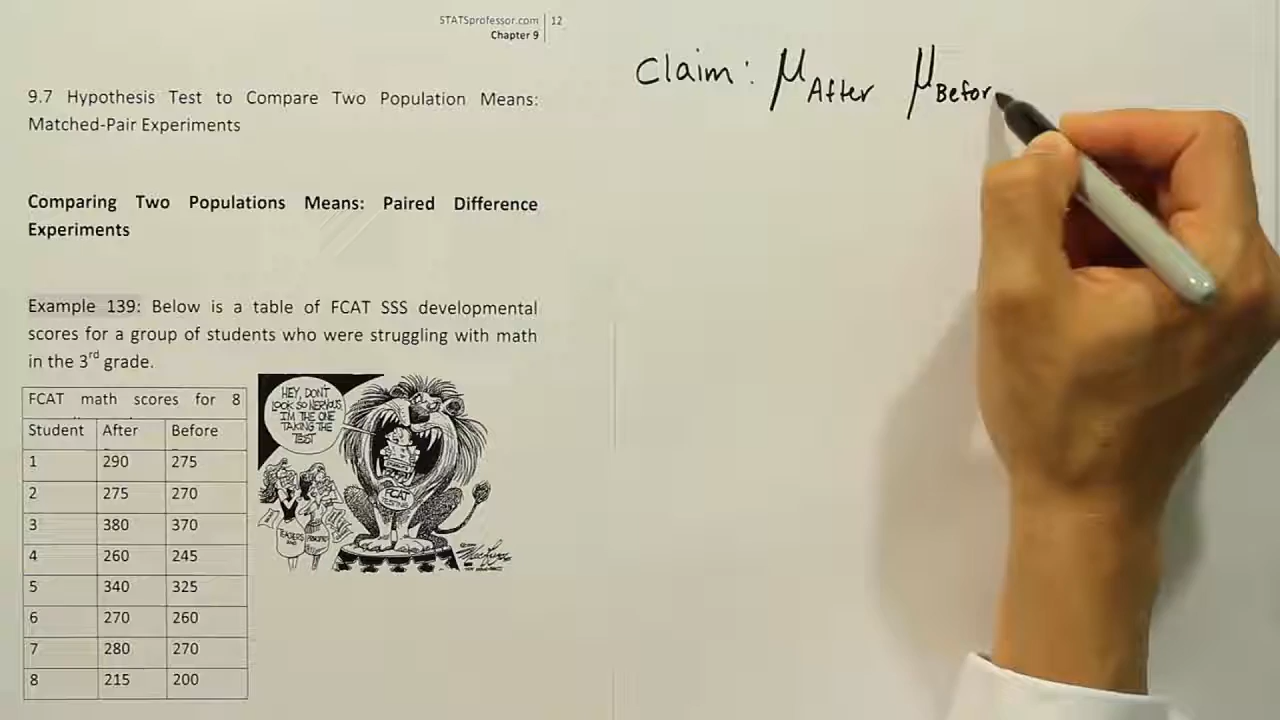 STATSprofessor.com 12
Chapter 9
9.7 Hypothesis Test to Compare Two Population Means:
Matched-Pair Experiments
Comparing Two Populations Means: Paired Difference
Experiments
Example 139: Below is a table of FCAT SSS developmental
scores for a group of students who were struggling with math
in the 3rd grade.
FCAT math scores for 8
Student After Before
1 290 275
2 275 270
3 380 370
4 260 245
5 340 325
6 270 260
7 280 270
8 215 200
HEY, DON'T
LOOK SO NERVOUS,
I'M THE ONE
TAKING THE
TEST
FCAT
Claim: μ After μ Befor